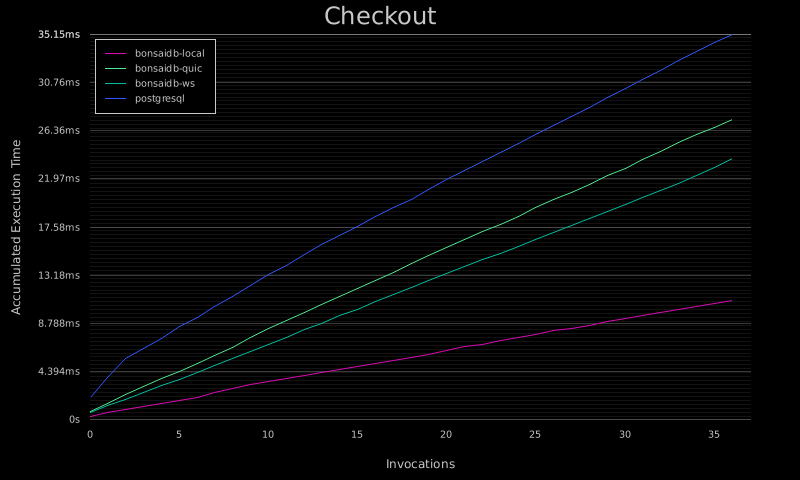 Checkout
35.15ms
30.76ms
26.36ms
21.97ms
17.58ms
13.18ms
8.788ms
4.394ms
0s
Accumulated Execution Time
bonsaidb-local
bonsaidb-quic
bonsaidb-ws
postgresql
0 5 10 15 20 25 30 35
Invocations